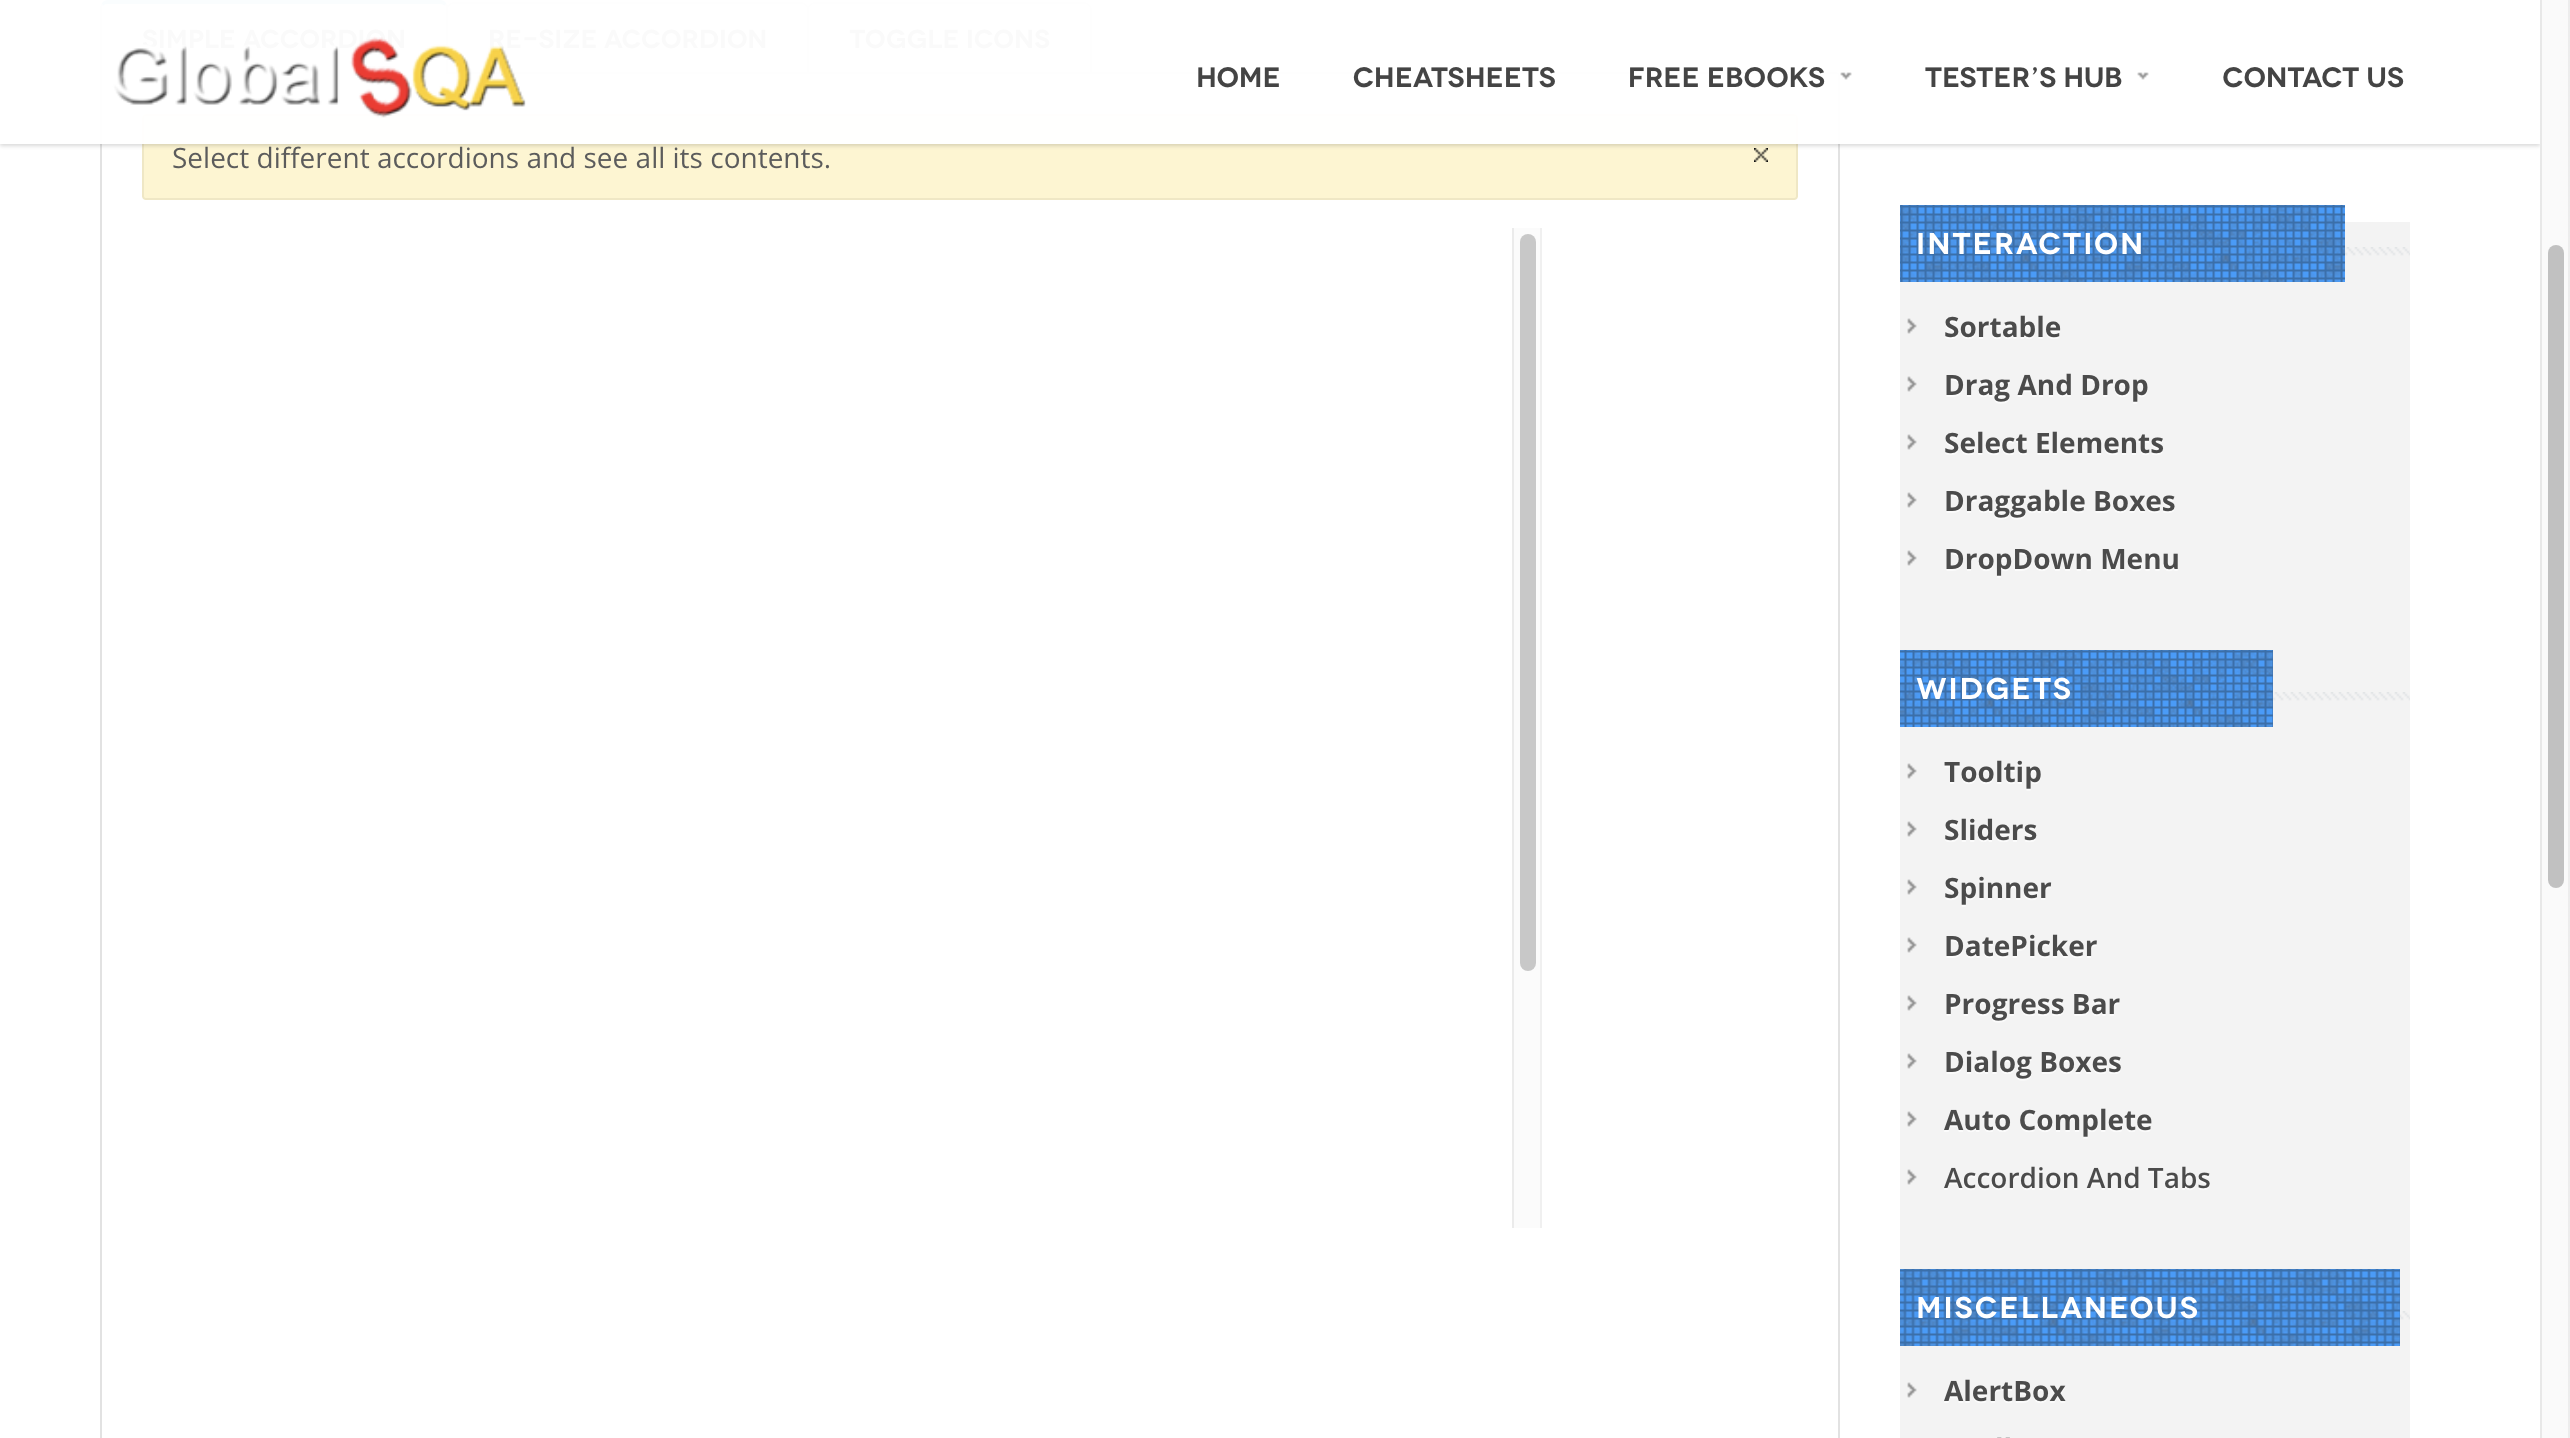 SIMPLE ACCORDION RE-SIZE ACCORDION TOGGLE ICONS
GlobalSQA
HOME CHEATSHEETS FREE EBOOKS TESTER’S HUB CONTACT US
Select different accordions and see all its contents.
INTERACTION
Sortable
Drag And Drop
Select Elements
Draggable Boxes
DropDown Menu
WIDGETS
Tooltip
Sliders
Spinner
DatePicker
Progress Bar
Dialog Boxes
Auto Complete
Accordion And Tabs
MISCELLANEOUS
AlertBox